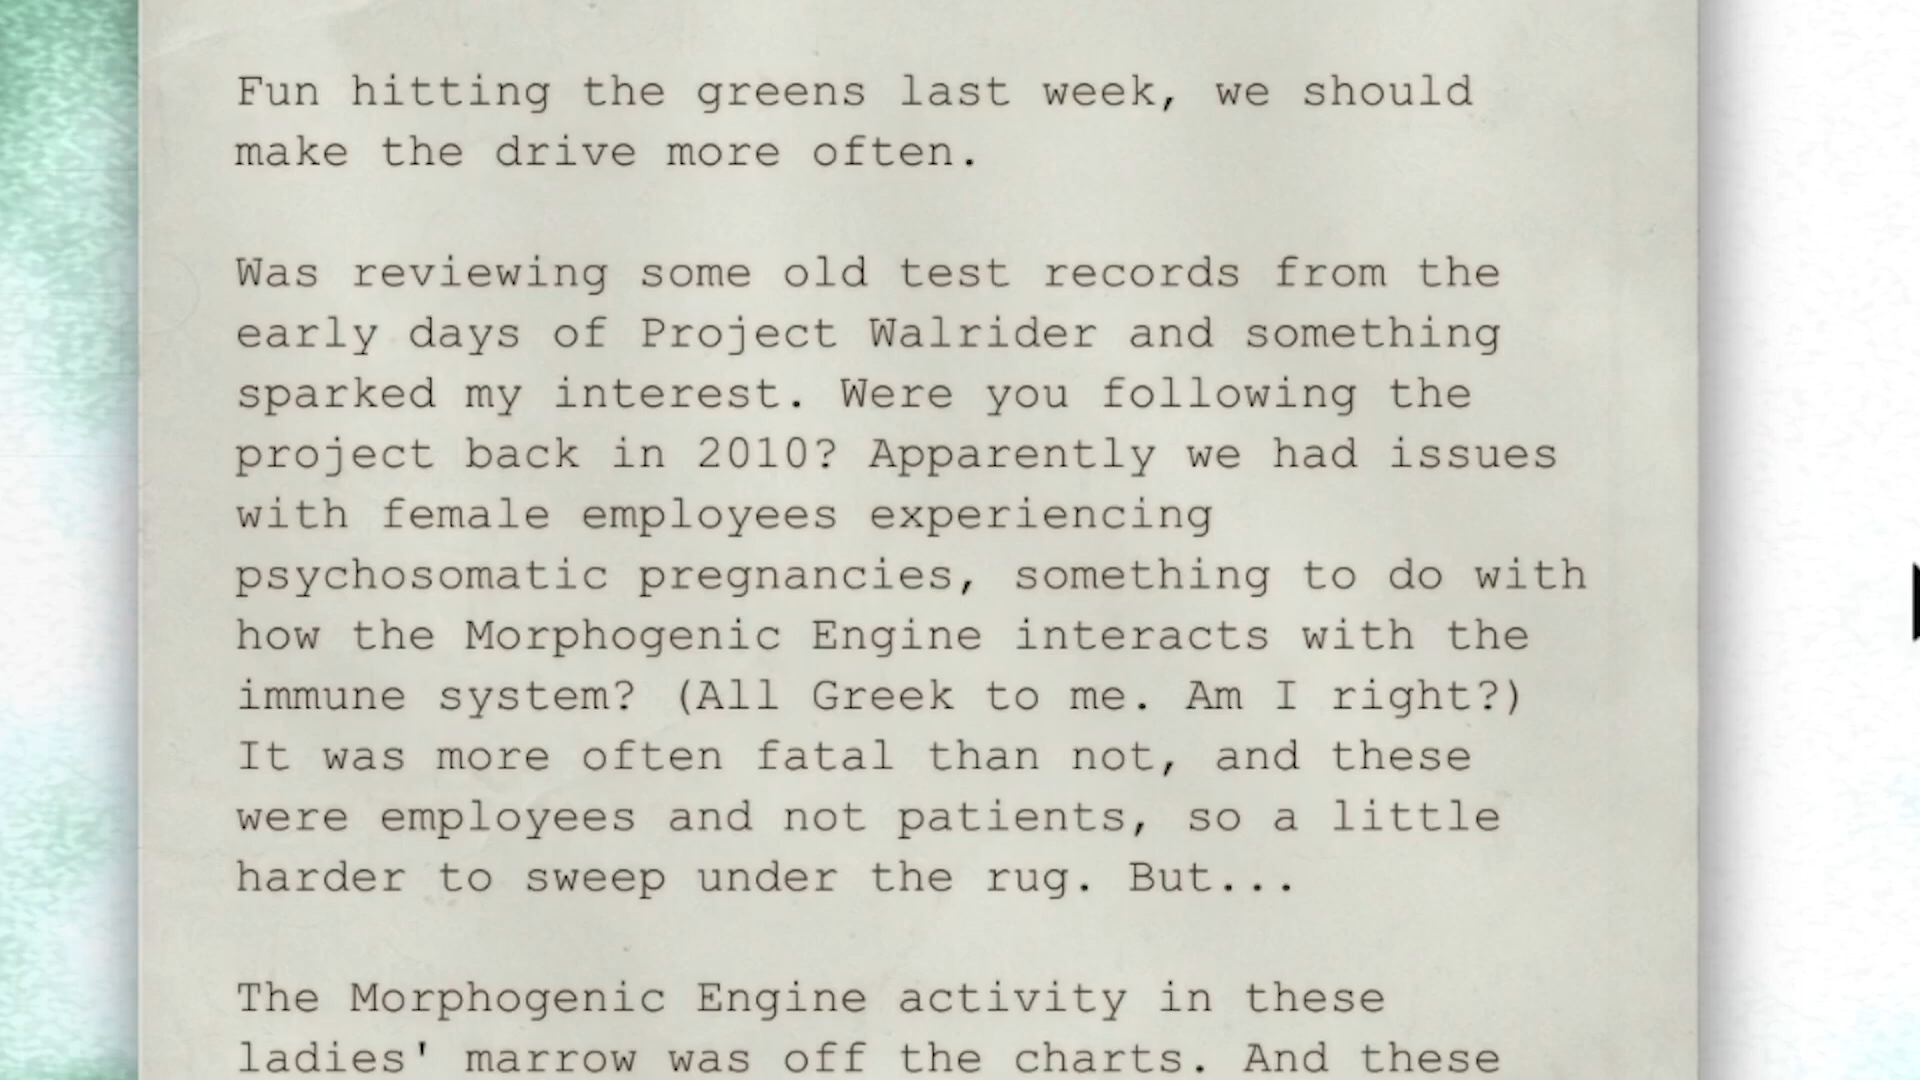 Fun hitting the greens last week, we should
make the drive more often.
Was reviewing some old test records from the
early days of Project Walrider and something
sparked my interest. Were you following the
project back in 2010? Apparently we had issues
with female employees experiencing
psychosomatic pregnancies, something to do with
how the Morphogenic Engine interacts with the
immune system? (All Greek to me. Am I right?)
It was more often fatal than not, and these
were employees and not patients, so a little
harder to sweep under the rug. But...
The Morphogenic Engine activity in these
ladies' marrow was off the charts. And these